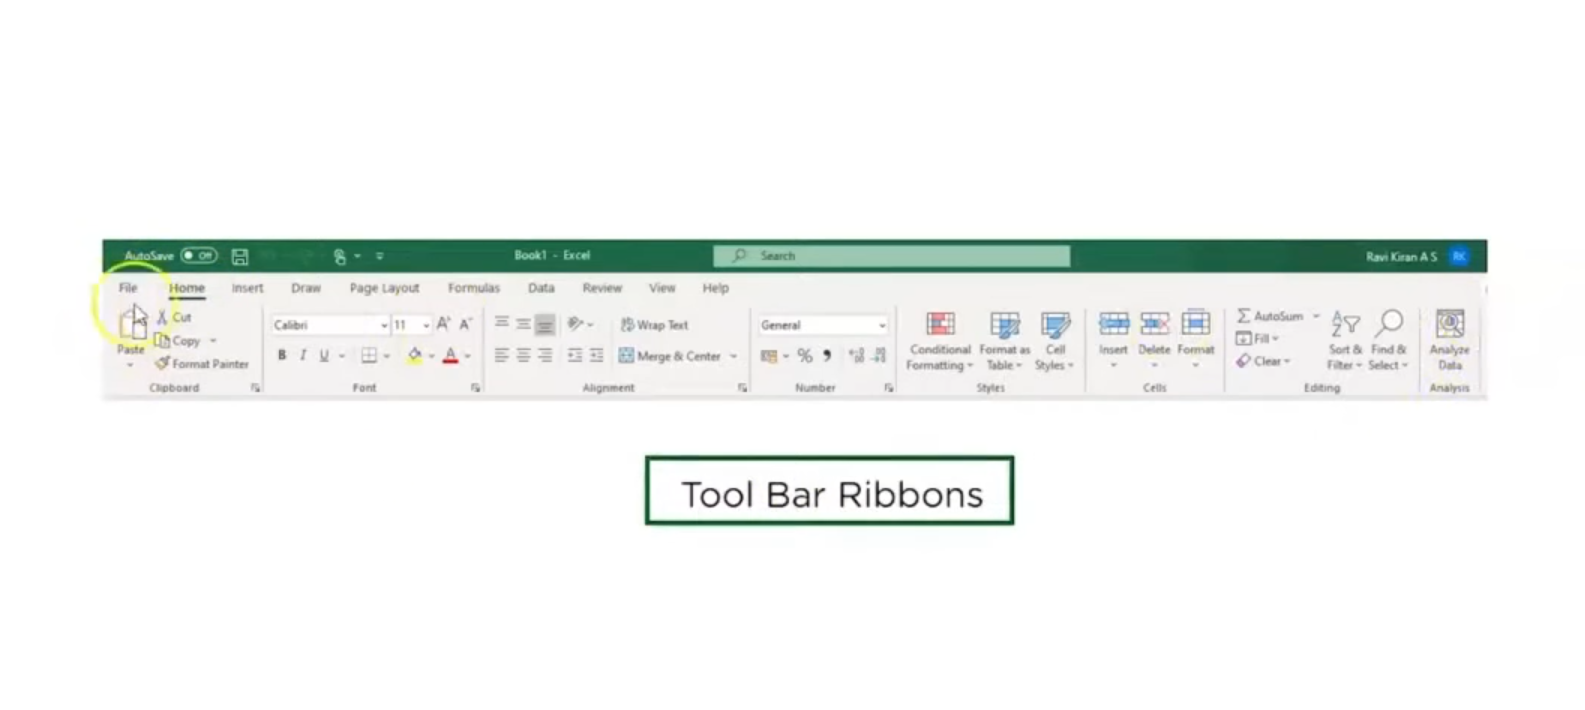 AutoSave Off Book1 - Excel Search Ravi Kiran A S RK
File Home Insert Draw Page Layout Formulas Data Review View Help
Cut
Copy
Format Painter
Paste
Clipboard
Calibri 11 A^ A˅
B I U A
Font
Wrap Text
Merge & Center
Alignment
General
% 9
Number
Conditional Formatting
Format as Table
Cell Styles
Styles
Insert Delete Format
Cells
AutoSum
Fill
Clear
Sort & Filter
Find & Select
Editing
Analyze Data
Analysis
Tool Bar Ribbons